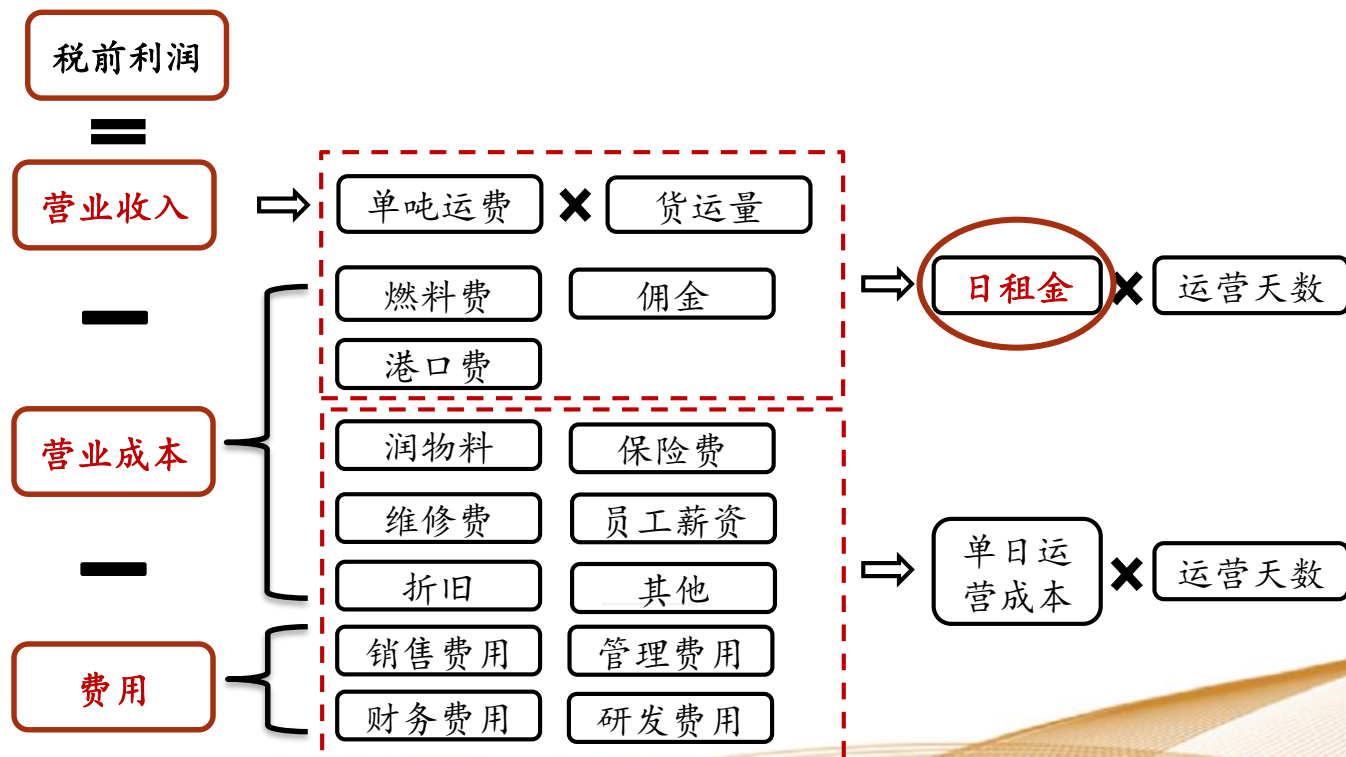 税前利润
=
营业收入
单吨运费 × 货运量
燃料费 佣金
日租金 × 运营天数
港口费
营业成本
润物料 保险费
维修费 员工薪资
单日运
营成本 × 运营天数
折旧 其他
费用
销售费用 管理费用
财务费用 研发费用